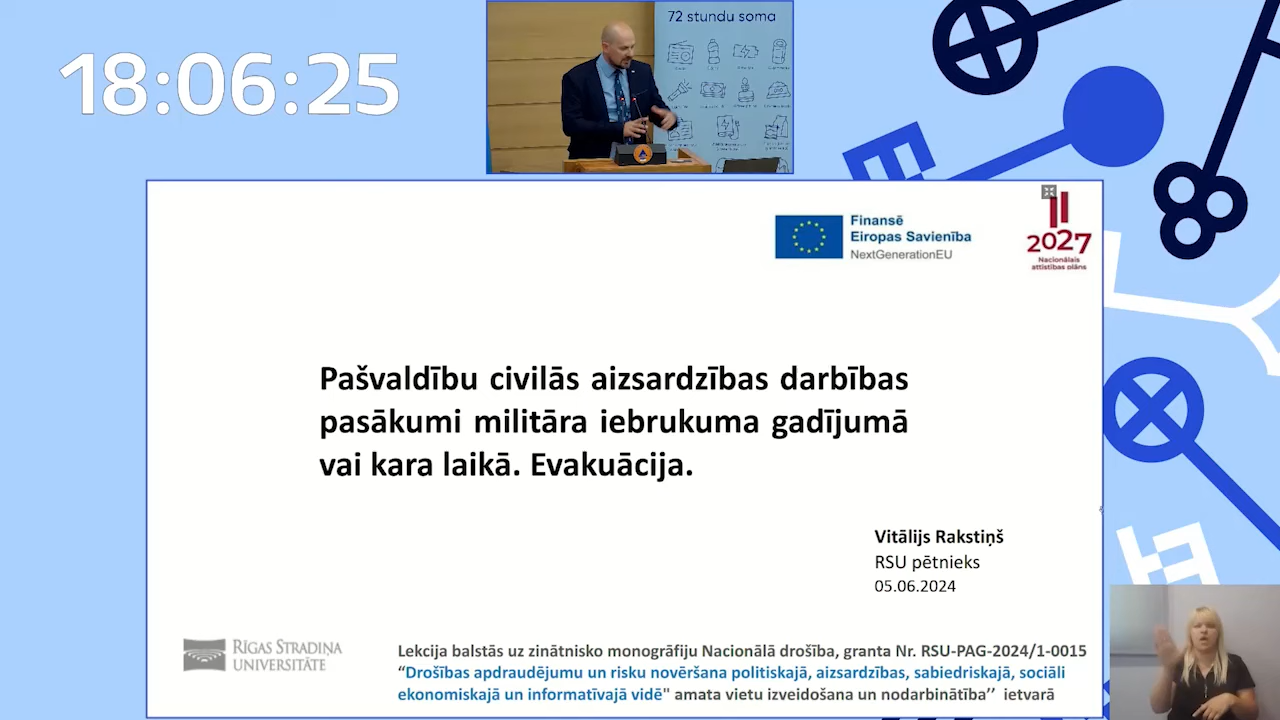 18:06:25
72 stundu soma
Finansē
Eiropas Savienība
NextGenerationEU
2027
Nacionālais
attīstības plāns
Pašvaldību civilās aizsardzības darbības
pasākumi militāra iebrukuma gadījumā
vai kara laikā. Evakuācija.
Vitālijs Rakstiņš
RSU pētnieks
05.06.2024
RĪGAS STRADIŅA
UNIVERSITĀTE
Lekcija balstās uz zinātnisko monogrāfiju Nacionālā drošība, granta Nr. RSU-PAG-2024/1-0015
“Drošības apdraudējumu un risku novēršana politiskajā, aizsardzības, sabiedriskajā, sociāli
ekonomiskajā un informatīvajā vidē" amata vietu izveidošana un nodarbinātība’’ ietvarā